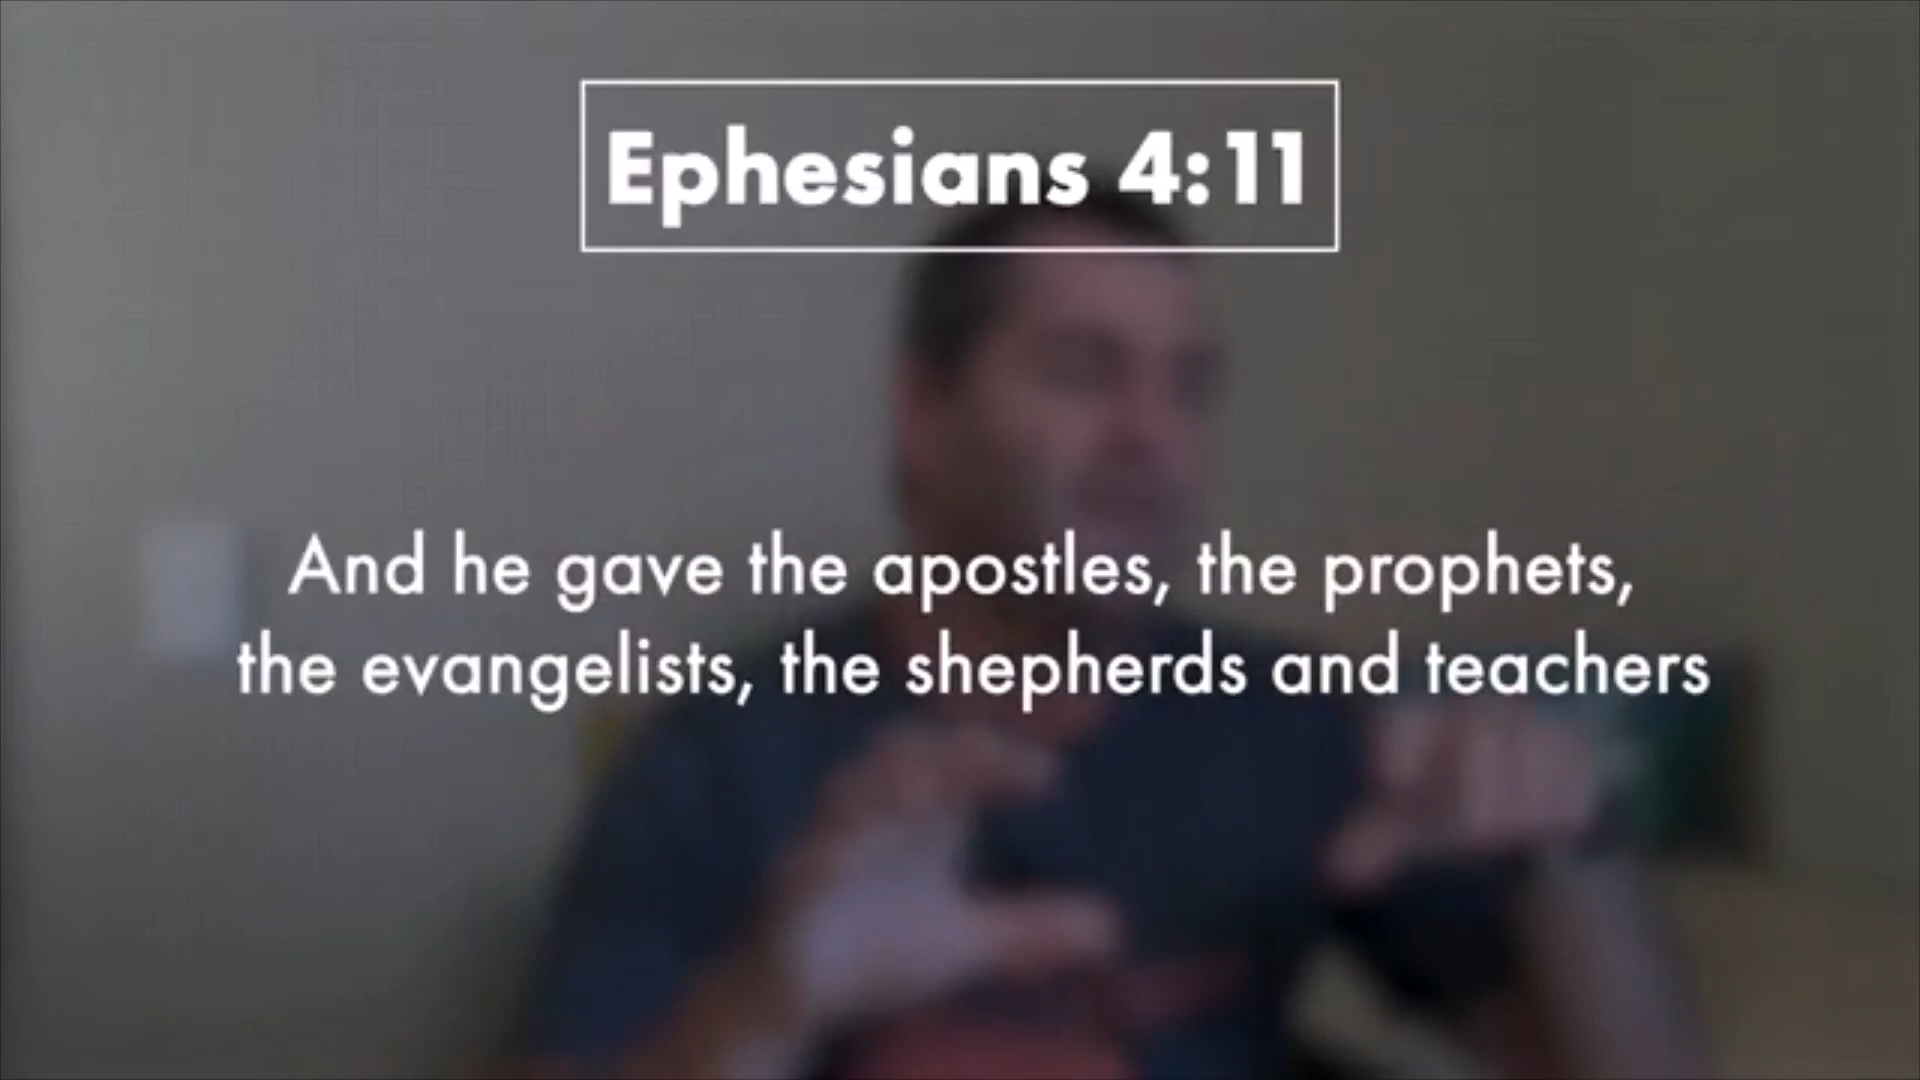 Ephesians 4:11
And he gave the apostles, the prophets,
the evangelists, the shepherds and teachers